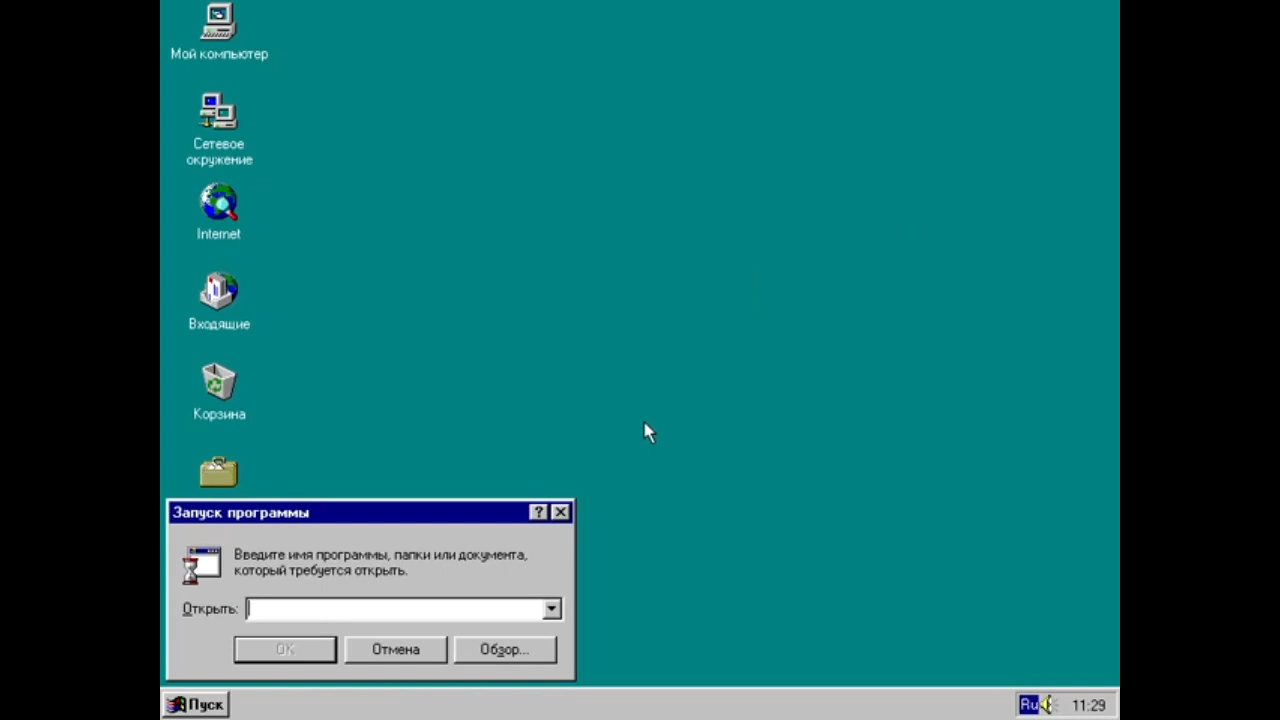 Мой компьютер
Сетевое
окружение
Internet
Входящие
Корзина
Запуск программы
Введите имя программы, папки или документа,
который требуется открыть.
Открыть:
OK
Отмена
Обзор...
Пуск
Ru
11:29